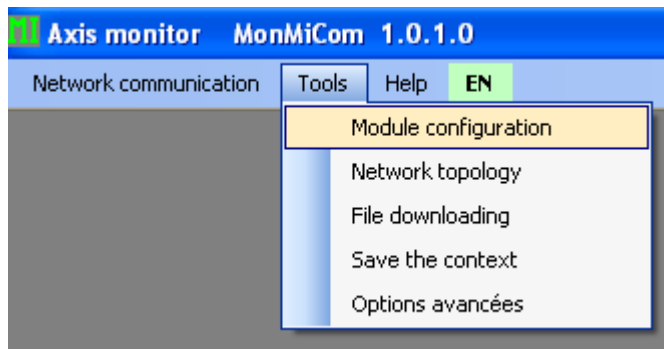 MI Axis monitor MonMiCom 1.0.1.0
Network communication Tools Help EN
Module configuration
Network topology
File downloading
Save the context
Options avancées